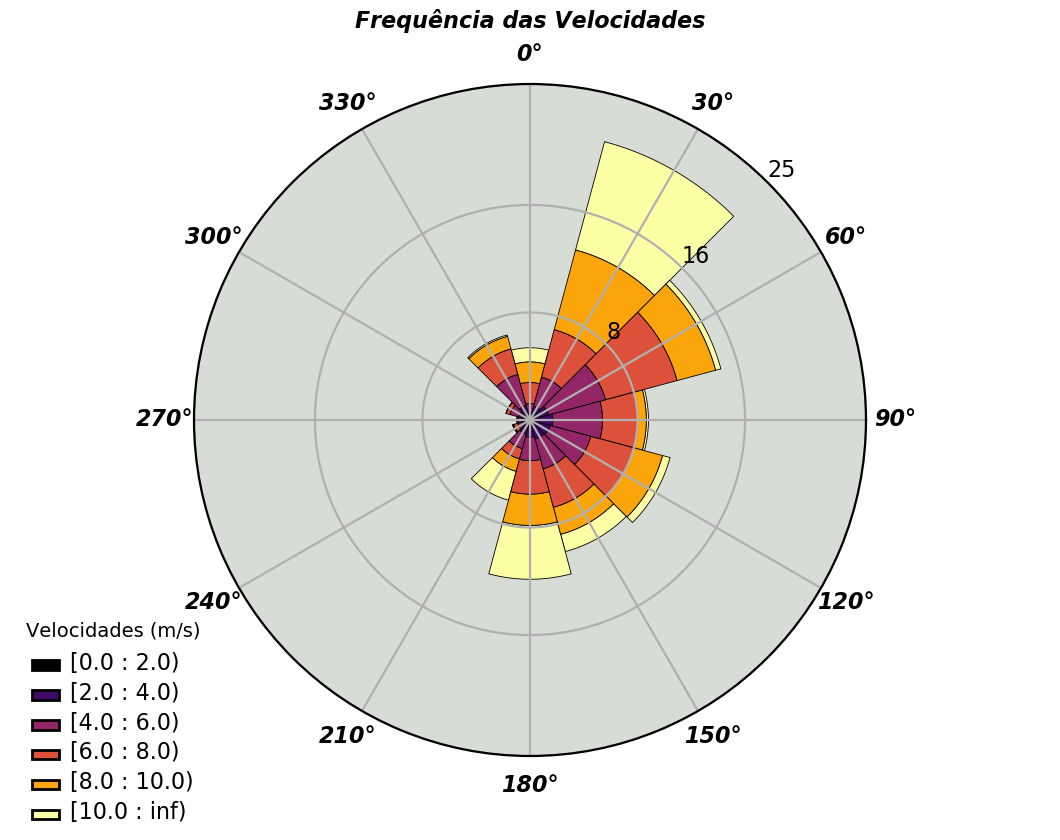 Frequência das Velocidades
0°
330°
30°
25
300°
60°
16
8
270°
90°
240°
120°
Velocidades (m/s)
[0.0 : 2.0)
[2.0 : 4.0)
[4.0 : 6.0)
[6.0 : 8.0)
[8.0 : 10.0)
[10.0 : inf)
210°
150°
180°